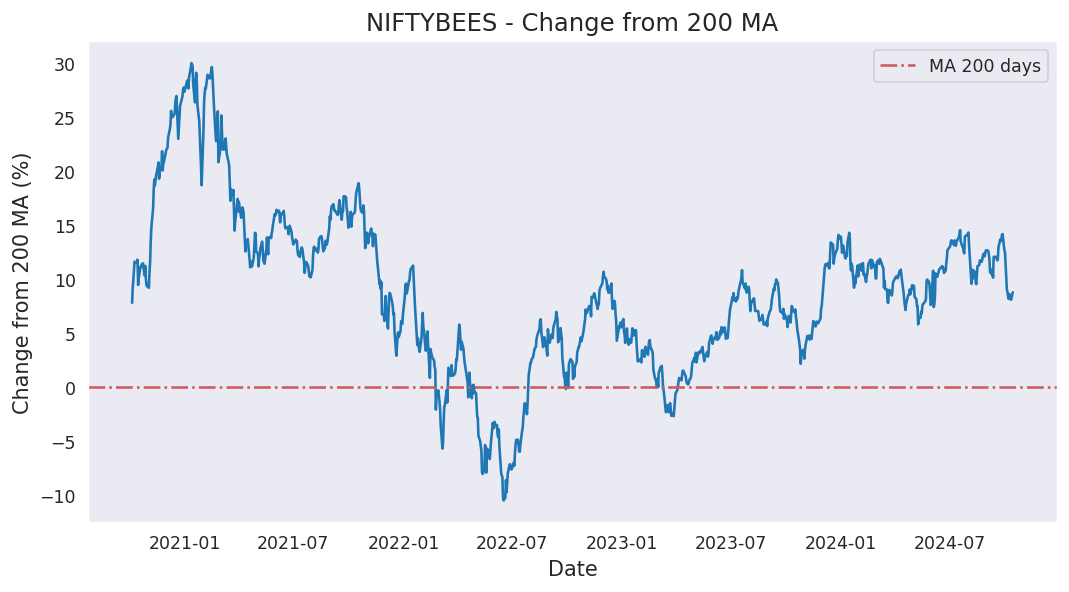 NIFTYBEES - Change from 200 MA
MA 200 days
Change from 200 MA (%)
30
25
20
15
10
5
0
−5
−10
2021-01 2021-07 2022-01 2022-07 2023-01 2023-07 2024-01 2024-07
Date